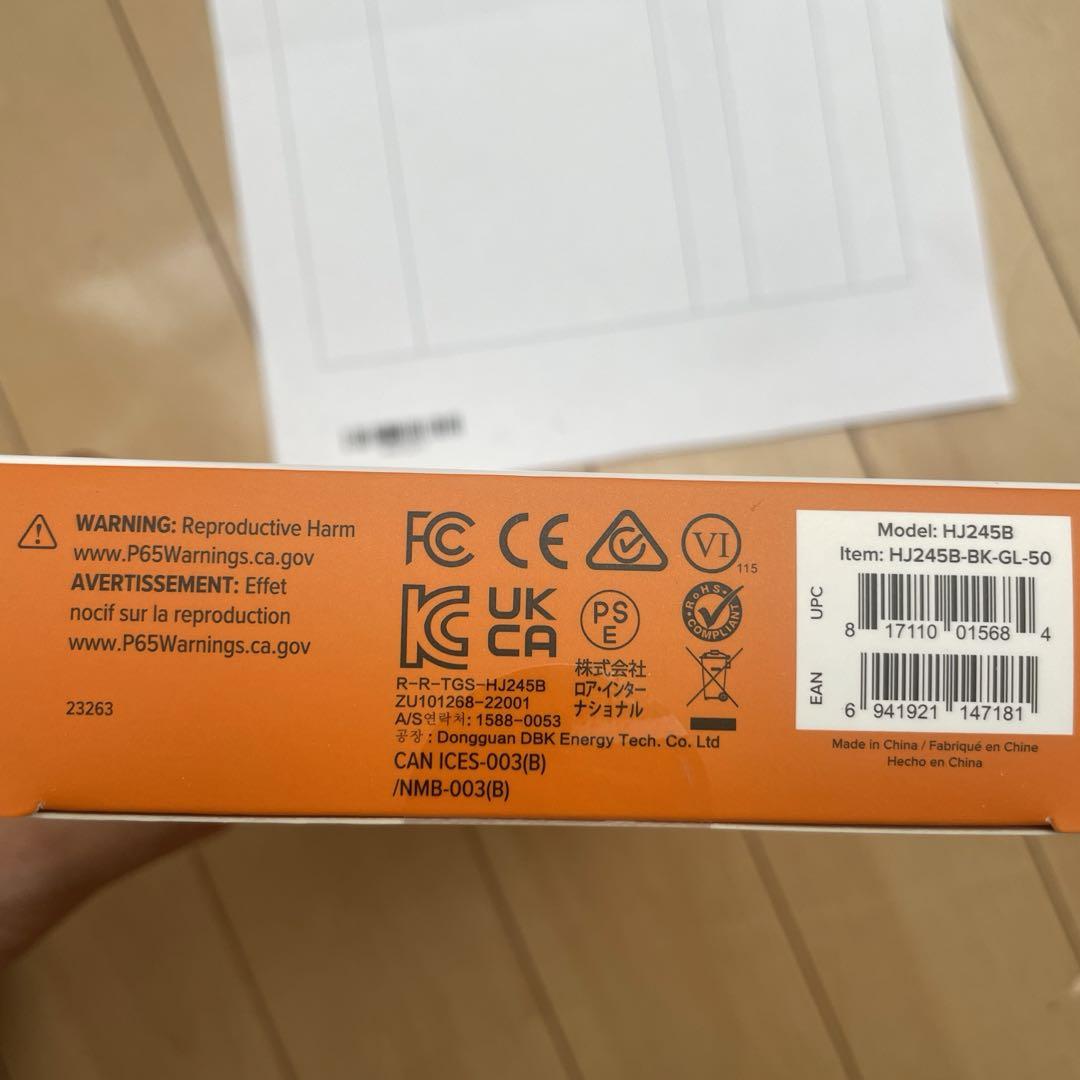 WARNING: Reproductive Harm
www.P65Warnings.ca.gov
AVERTISSEMENT: Effet
nocif sur la reproduction
www.P65Warnings.ca.gov
23263
FC
CE
VI
115
KC
UK
CA
PS
E
RoHS
COMPLIANT
株式会社
ロア・インター
ナショナル
R-R-TGS-HJ245B
ZU101268-22001
A/S연락처: 1588-0053
공장 : Dongguan DBK Energy Tech. Co. Ltd
CAN ICES-003(B)
/NMB-003(B)
Model: HJ245B
Item: HJ245B-BK-GL-50
UPC
8 17110 01568 4
EAN
6 941921 147181
Made in China / Fabriqué en Chine
Hecho en China